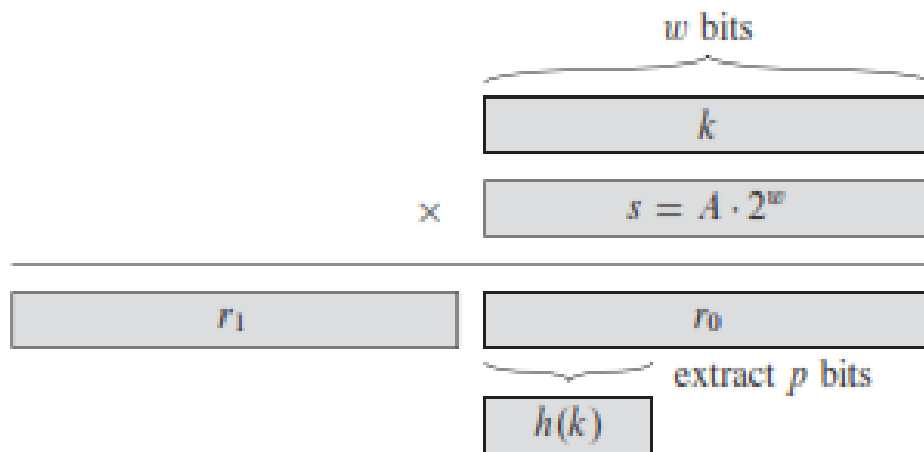 w bits
k
× s = A · 2^w
r₁ r₀
extract p bits
h(k)